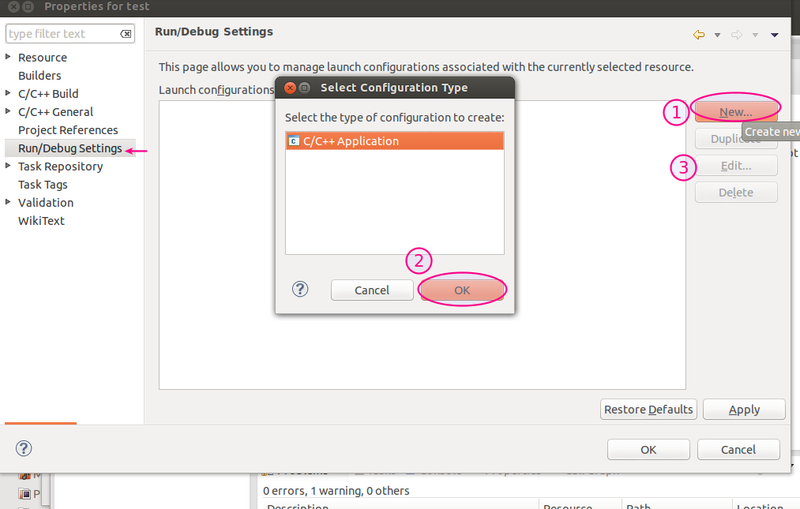 Properties for test
type filter text
Run/Debug Settings
Resource
Builders
C/C++ Build
C/C++ General
Project References
Run/Debug Settings
Task Repository
Task Tags
Validation
WikiText
This page allows you to manage launch configurations associated with the currently selected resource.
Launch configurations
New...
Create new
Duplicate
Edit...
Delete
1
3
Select Configuration Type
Select the type of configuration to create:
C/C++ Application
2
Cancel
OK
Restore Defaults
Apply
OK
Cancel
0 errors, 1 warning, 0 others
Description
Resource
Path
Location